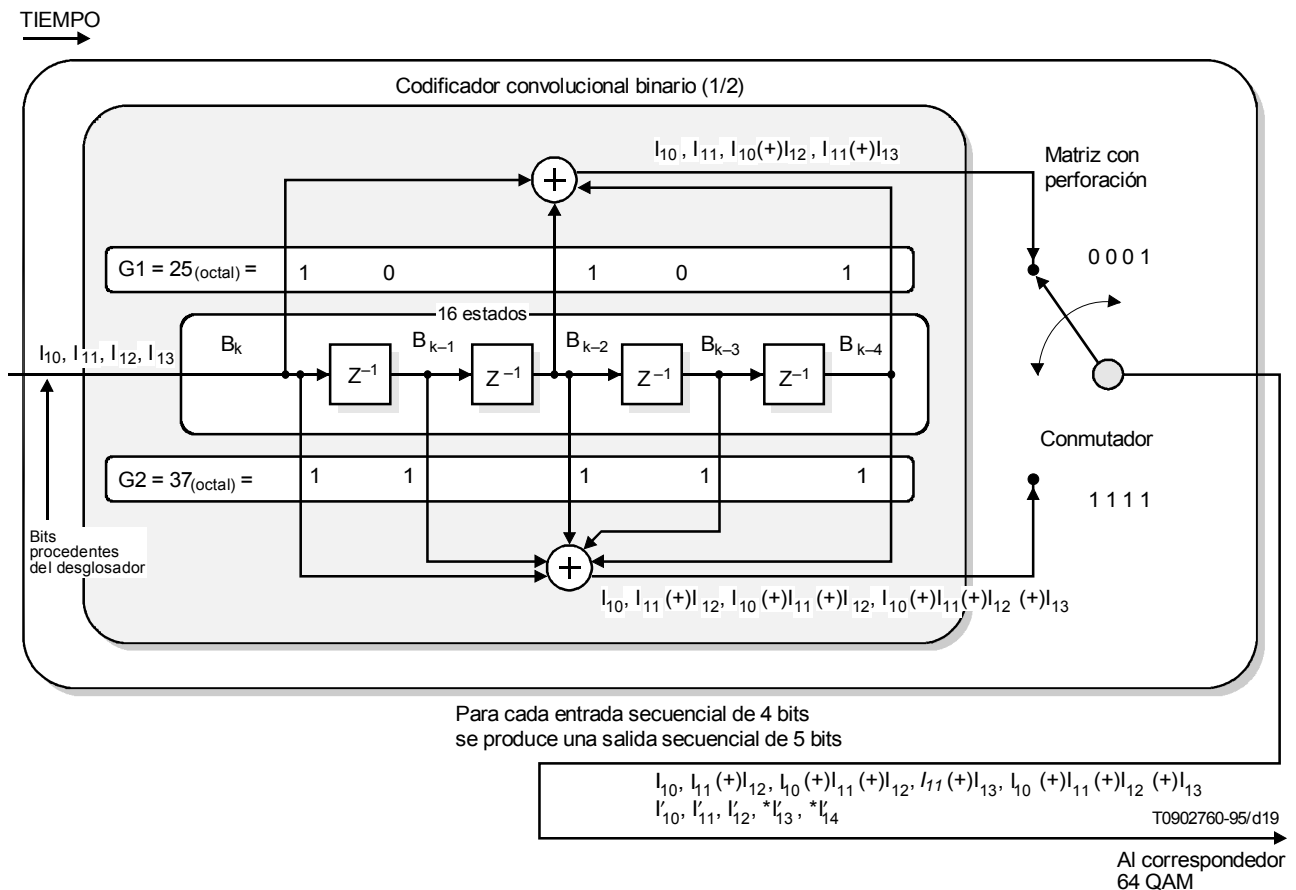 TIEMPO
Codificador convolucional binario (1/2)
I10 , I11, I10(+)I12 , I11(+)I13
Matriz con
perforación
0 0 0 1
G1 = 25(octal) = 1 0 1 0 1
16 estados
I10, I11, I12, I13
Bk Bk–1 Bk–2 Bk–3 Bk–4
Z–1 Z–1 Z–1 Z–1
Conmutador
G2 = 37(octal) = 1 1 1 1 1
1 1 1 1
Bits
procedentes
del desglosador
I10, I11 (+)I12, I10 (+)I11 (+)I12, I10 (+)I11(+)I12 (+)I13
Para cada entrada secuencial de 4 bits
se produce una salida secuencial de 5 bits
I10, I11 (+)I12, I10 (+)I11 (+)I12, I11 (+)I13, I10 (+)I11 (+)I12 (+)I13
I′10, I′11, I′12, *I′13 , *I′14
T0902760-95/d19
Al correspondedor
64 QAM